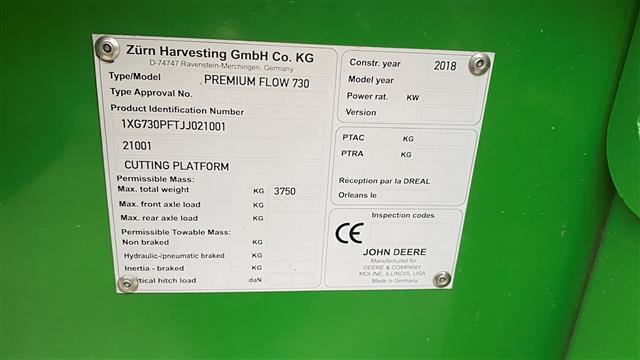 Zürn Harvesting GmbH Co. KG
D-74747 Ravenstein-Merchingen, Germany
Type/Model PREMIUM FLOW 730
Type Approval No.
Product Identification Number
1XG730PFTJJ021001
21001
CUTTING PLATFORM
Permissible Mass:
Max. total weight KG 3750
Max. front axle load KG
Max. rear axle load KG
Permissible Towable Mass:
Non braked KG
Hydraulic-/pneumatic braked KG
Inertia - braked KG
Vertical hitch load daN
Constr. year 2018
Model year
Power rat. KW
Version
PTAC KG
PTRA KG
Réception par la DREAL
Orleans le
Inspection codes
CE
JOHN DEERE
Manufactured for
DEERE & COMPANY
MOLINE, ILLINOIS, USA
Made in Germany